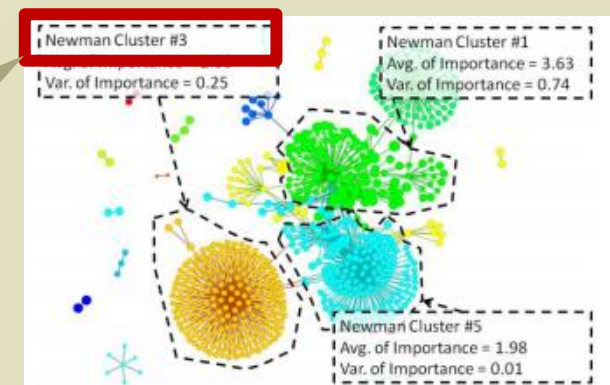 Newman Cluster #3
Var. of Importance = 0.25
Newman Cluster #1
Avg. of Importance = 3.63
Var. of Importance = 0.74
Newman Cluster #5
Avg. of Importance = 1.98
Var. of Importance = 0.01